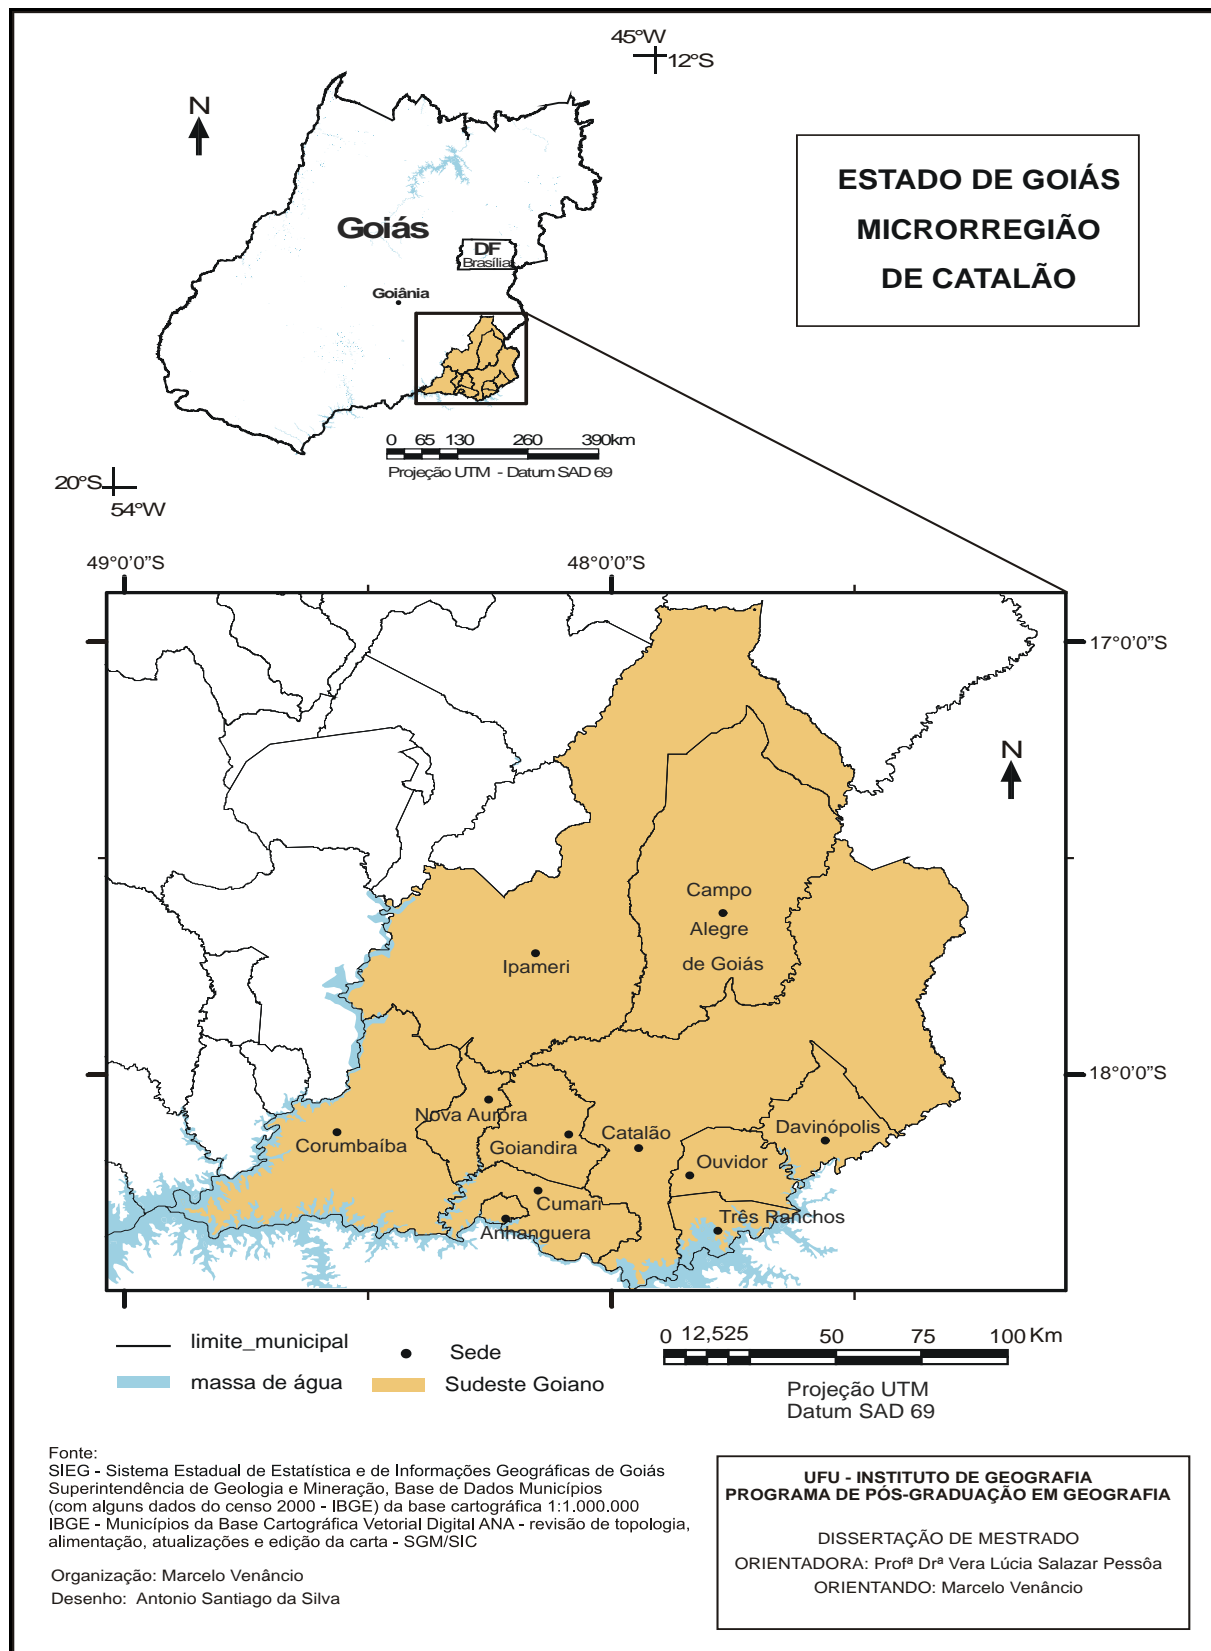 45°W
12°S
N
ESTADO DE GOIÁS
MICRORREGIÃO
DE CATALÃO
Goiás
DF
Brasília
Goiânia
0 65 130 260 390km
Projeção UTM - Datum SAD 69
20°S
54°W
49°0'0"S
48°0'0"S
17°0'0"S
N
Campo
Alegre
de Goiás
Ipameri
18°0'0"S
Nova Aurora
Corumbaíba
Goiandira
Catalão
Davinópolis
Ouvidor
Cumari
Anhanguera
Três Ranchos
limite_municipal
Sede
massa de água
Sudeste Goiano
0 12,525 50 75 100 Km
Projeção UTM
Datum SAD 69
Fonte:
SIEG - Sistema Estadual de Estatística e de Informações Geográficas de Goiás
Superintendência de Geologia e Mineração, Base de Dados Municípios
(com alguns dados do censo 2000 - IBGE) da base cartográfica 1:1.000.000
IBGE - Municípios da Base Cartográfica Vetorial Digital ANA - revisão de topologia,
alimentação, atualizações e edição da carta - SGM/SIC
Organização: Marcelo Venâncio
Desenho: Antonio Santiago da Silva
UFU - INSTITUTO DE GEOGRAFIA
PROGRAMA DE PÓS-GRADUAÇÃO EM GEOGRAFIA
DISSERTAÇÃO DE MESTRADO
ORIENTADORA: Profª Drª Vera Lúcia Salazar Pessôa
ORIENTANDO: Marcelo Venâncio